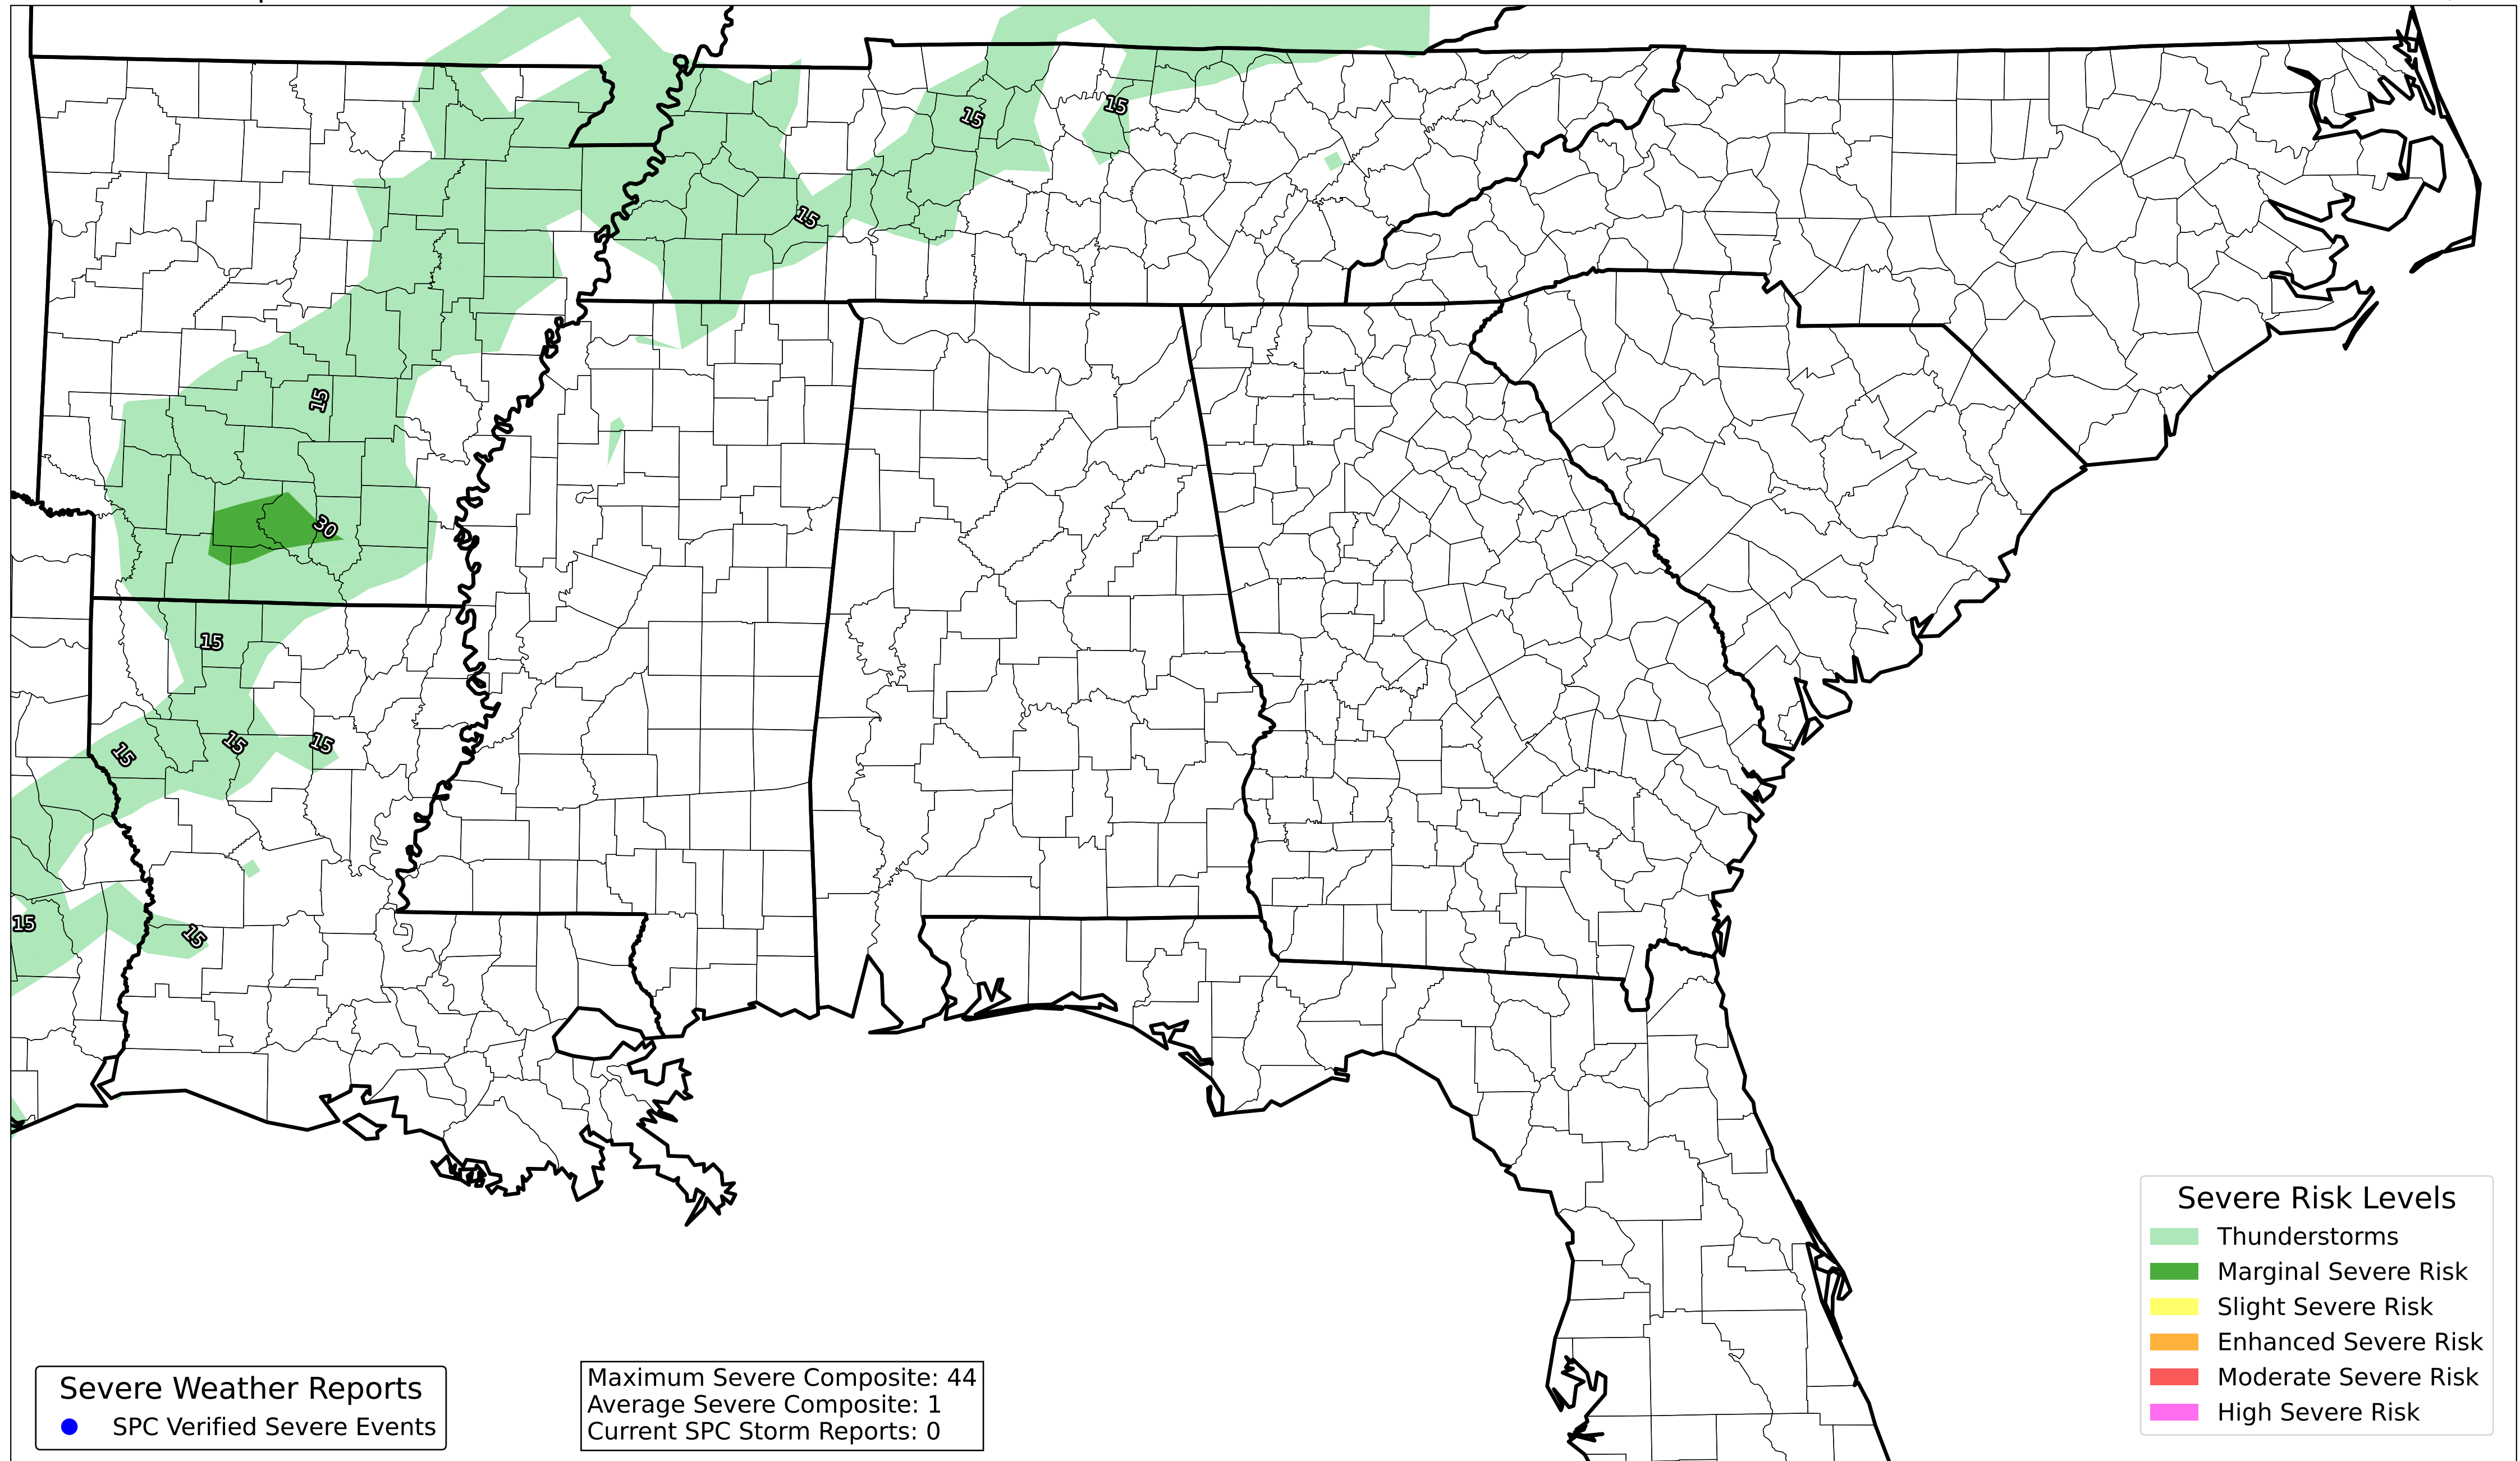 15
15
15
15
30
15
15
15
15
15
15
Severe Risk Levels
Thunderstorms
Marginal Severe Risk
Slight Severe Risk
Enhanced Severe Risk
Moderate Severe Risk
High Severe Risk
Severe Weather Reports
SPC Verified Severe Events
Maximum Severe Composite: 44
Average Severe Composite: 1
Current SPC Storm Reports: 0